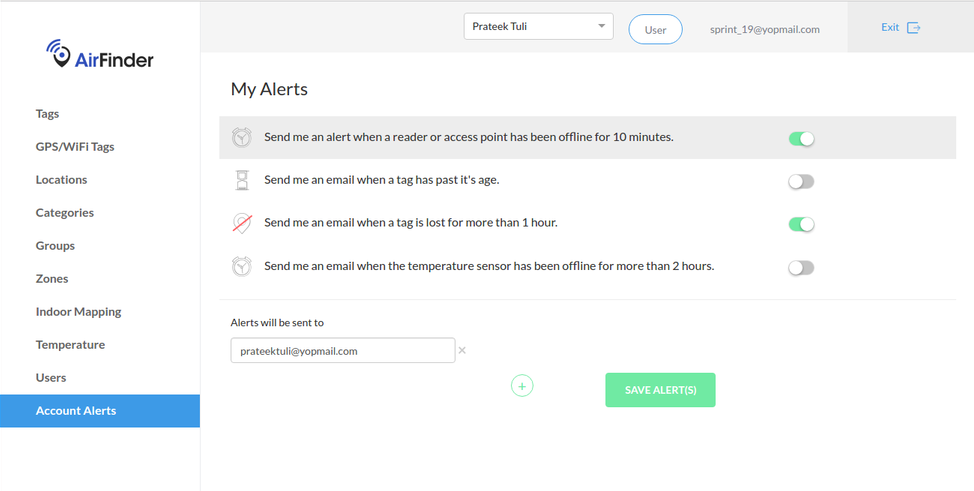 Prateek Tuli
User
sprint_19@yopmail.com
Exit
AirFinder
Tags
GPS/WiFi Tags
Locations
Categories
Groups
Zones
Indoor Mapping
Temperature
Users
Account Alerts
My Alerts
Send me an alert when a reader or access point has been offline for 10 minutes.
Send me an email when a tag has past it's age.
Send me an email when a tag is lost for more than 1 hour.
Send me an email when the temperature sensor has been offline for more than 2 hours.
Alerts will be sent to
prateektuli@yopmail.com
SAVE ALERT(S)